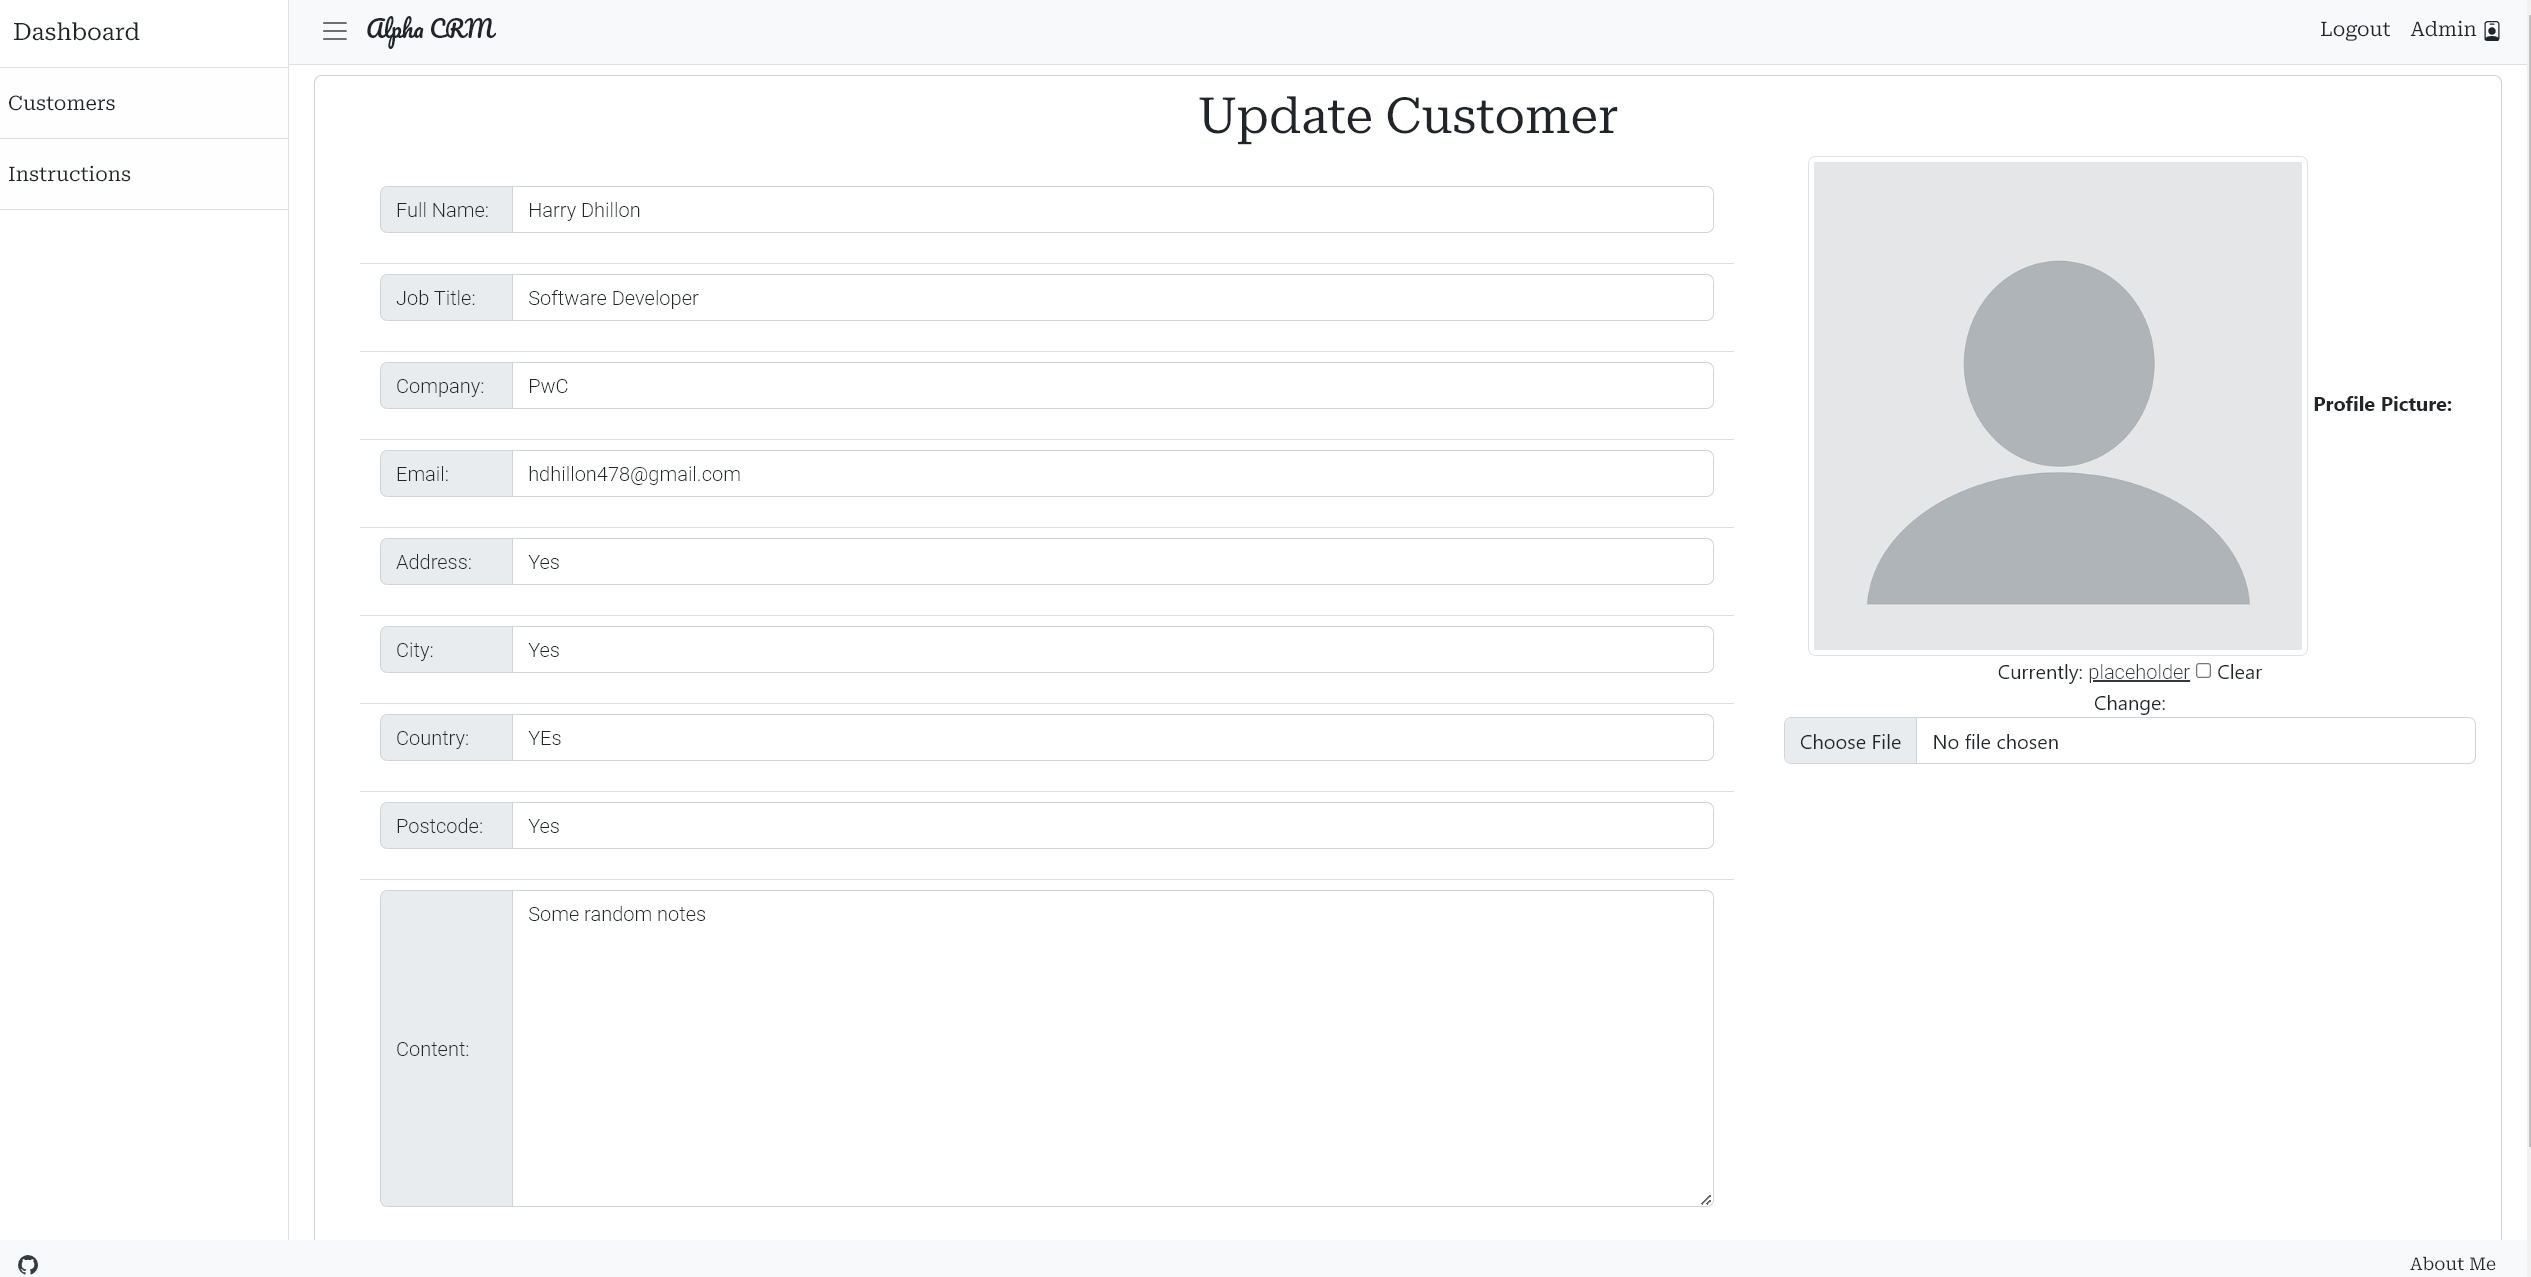 Dashboard
Alpha CRM
Logout Admin
Customers
Instructions
Update Customer
Full Name: Harry Dhillon
Job Title: Software Developer
Company: PwC
Email: hdhillon478@gmail.com
Address: Yes
City: Yes
Country: YEs
Postcode: Yes
Content: Some random notes
Profile Picture:
Currently: placeholder Clear
Change:
Choose File No file chosen
About Me